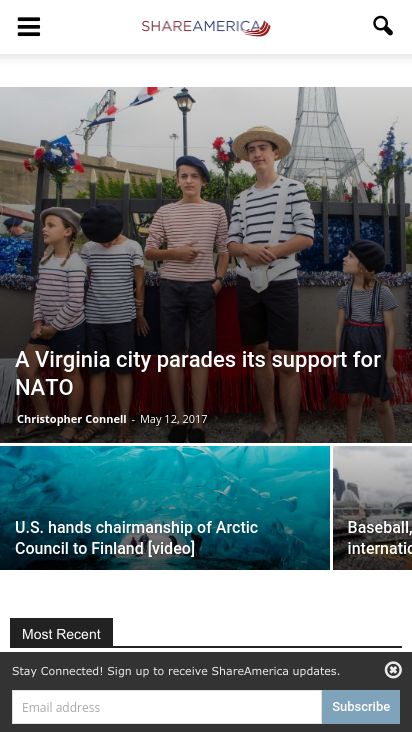 SHAREAMERICA
A Virginia city parades its support for
NATO
Christopher Connell - May 12, 2017
U.S. hands chairmanship of Arctic
Council to Finland [video]
Baseball,
internatio
Most Recent
Stay Connected! Sign up to receive ShareAmerica updates.
Email address
Subscribe